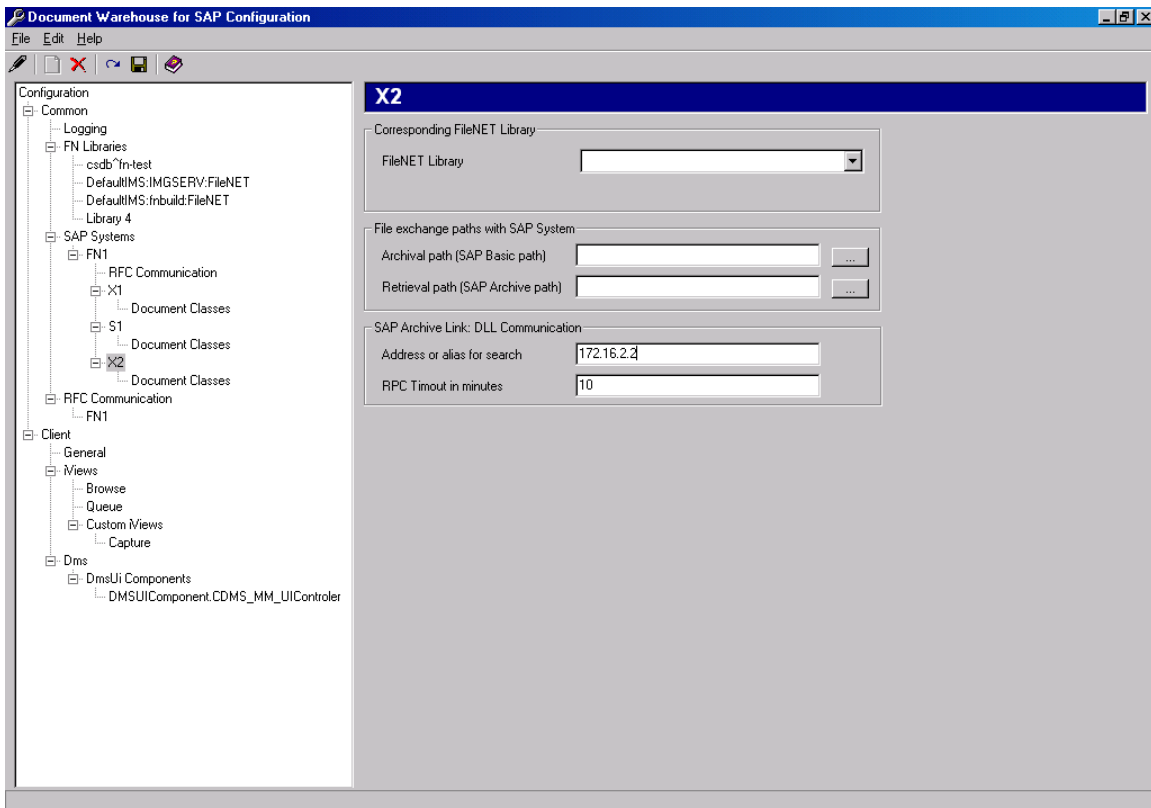 Document Warehouse for SAP Configuration
File Edit Help
Configuration
Common
Logging
FN Libraries
csdb^fn-test
DefaultIMS:IMGSERV:FileNET
DefaultIMS:fnbuild:FileNET
Library 4
SAP Systems
FN1
RFC Communication
X1
Document Classes
S1
Document Classes
X2
Document Classes
RFC Communication
FN1
Client
General
iViews
Browse
Queue
Custom iViews
Capture
Dms
DmsUi Components
DMSUIComponent.CDMS_MM_UIControler
X2
Corresponding FileNET Library
FileNET Library
File exchange paths with SAP System
Archival path (SAP Basic path)
...
Retrieval path (SAP Archive path)
...
SAP Archive Link: DLL Communication
Address or alias for search 172.16.2.2
RPC Timout in minutes 10